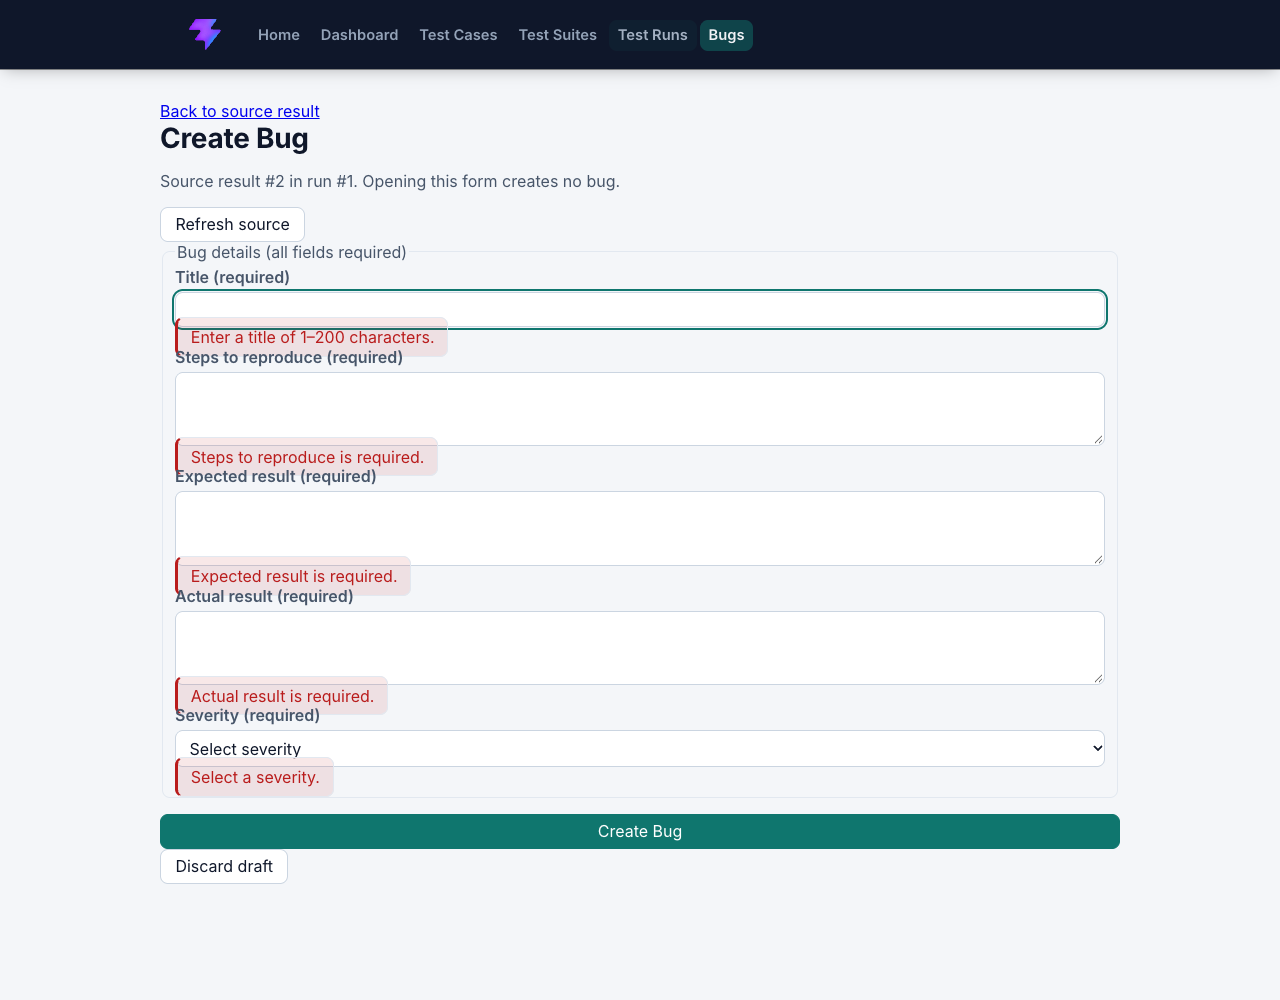 Home Dashboard Test Cases Test Suites Test Runs Bugs
Back to source result
Create Bug
Source result #2 in run #1. Opening this form creates no bug.
Refresh source
Bug details (all fields required)
Title (required)
Enter a title of 1–200 characters.
Steps to reproduce (required)
Steps to reproduce is required.
Expected result (required)
Expected result is required.
Actual result (required)
Actual result is required.
Severity (required)
Select severity
Select a severity.
Create Bug
Discard draft